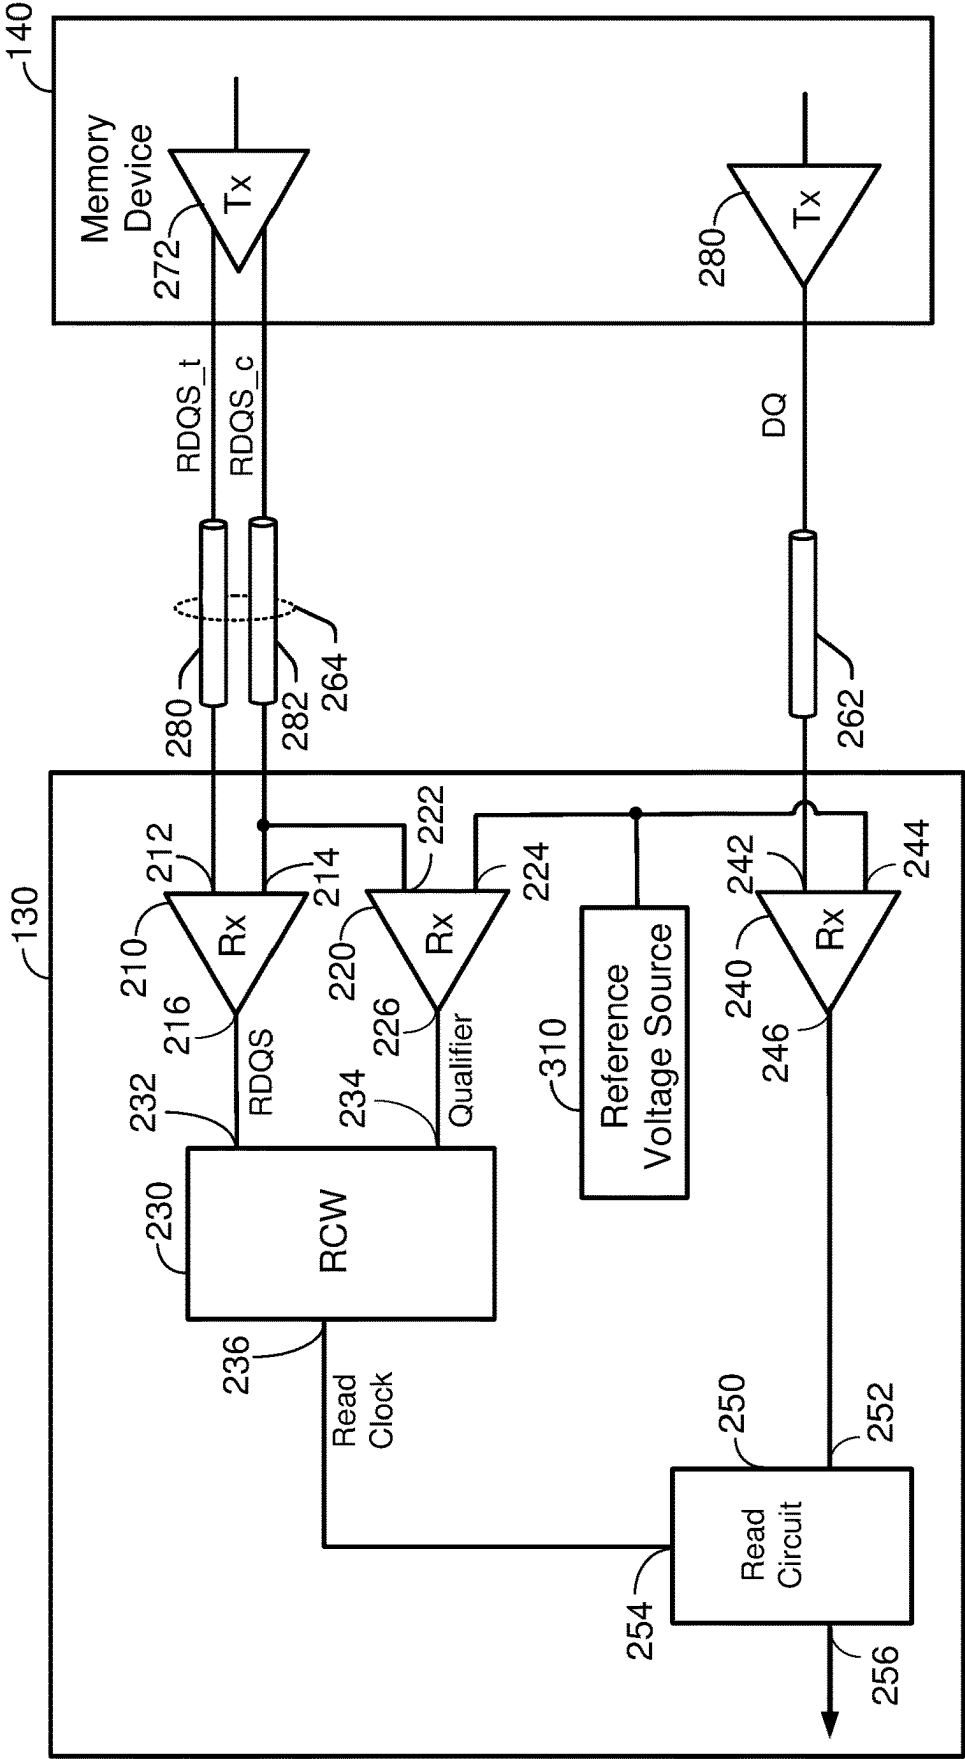 140
Memory
Device
272
Tx
280
Tx
RDQS_t
RDQS_c
DQ
280
282
264
262
130
212
214
222
224
242
244
210
Rx
220
Rx
240
Rx
216
226
246
RDQS
Qualifier
310
Reference
Voltage Source
232
234
230
RCW
236
Read
Clock
250
252
Read
Circuit
254
256